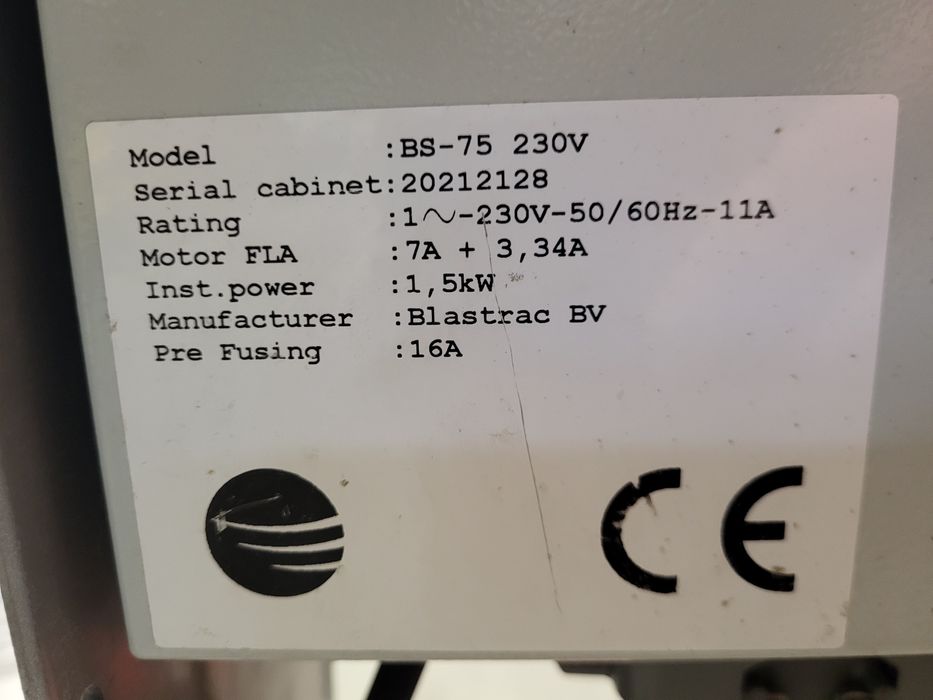 Model :BS-75 230V
Serial cabinet:20212128
Rating :1∿-230V-50/60Hz-11A
Motor FLA :7A + 3,34A
Inst.power :1,5kW
Manufacturer :Blastrac BV
Pre Fusing :16A
CE